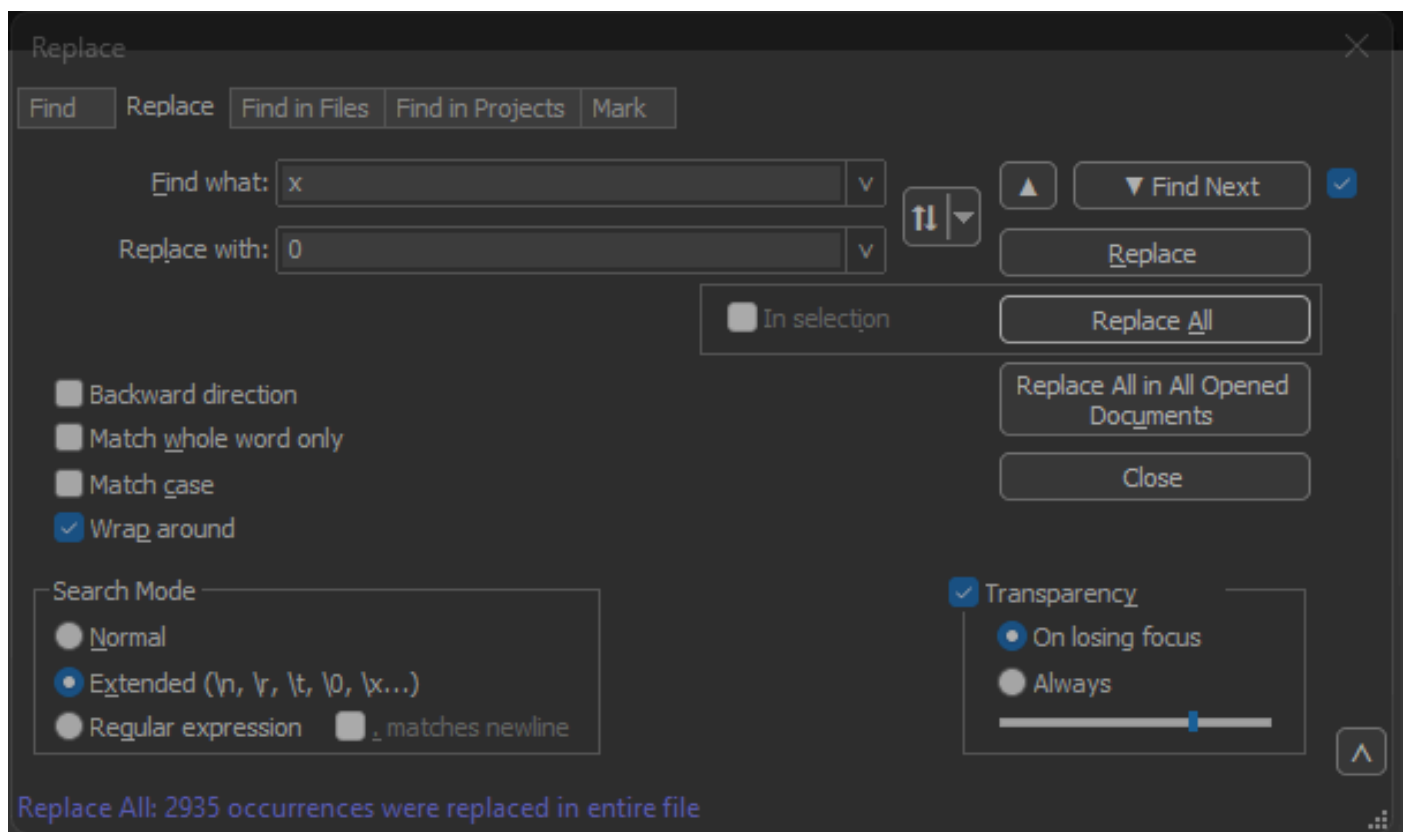 Replace
Find Replace Find in Files Find in Projects Mark
Find what: x v ▲ ▼ Find Next
Replace with: 0 v Replace
In selection Replace All
Replace All in All Opened
Documents
Backward direction
Match whole word only
Match case
Close
Wrap around
Search Mode
Normal
Extended (\n, \r, \t, \0, \x...)
Regular expression . matches newline
Transparency
On losing focus
Always
Replace All: 2935 occurrences were replaced in entire file